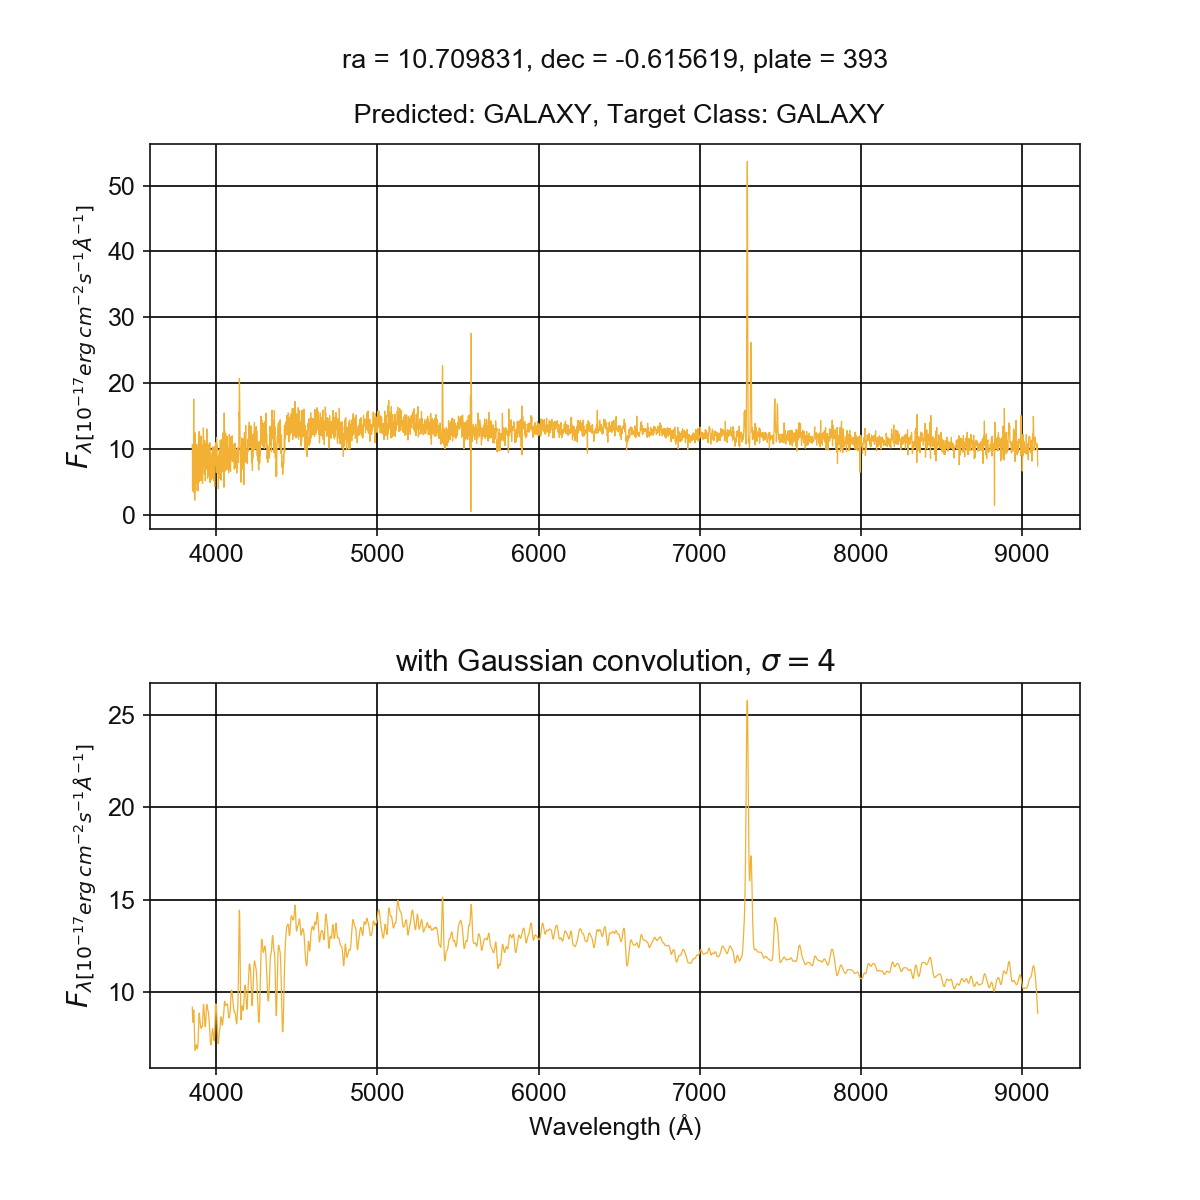 ra = 10.709831, dec = -0.615619, plate = 393
Predicted: GALAXY, Target Class: GALAXY
F_λ[10⁻¹⁷erg cm⁻²s⁻¹Å⁻¹]
50
40
30
20
10
0
4000 5000 6000 7000 8000 9000
with Gaussian convolution, σ = 4
F_λ[10⁻¹⁷erg cm⁻²s⁻¹Å⁻¹]
25
20
15
10
4000 5000 6000 7000 8000 9000
Wavelength (Å)